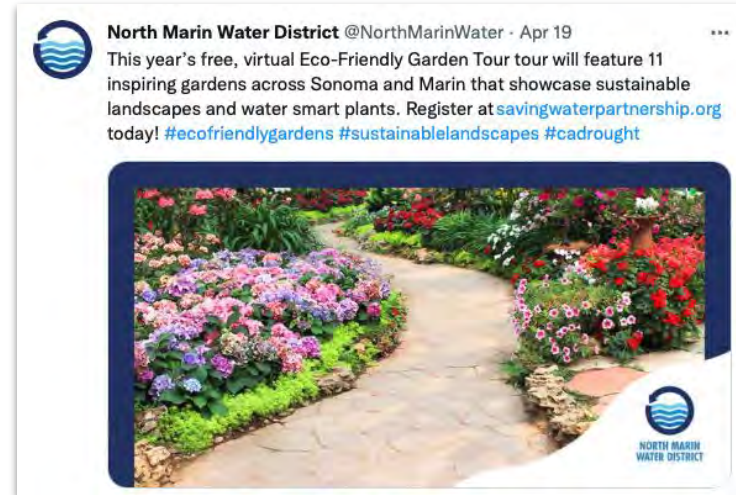 North Marin Water District @NorthMarinWater · Apr 19
This year's free, virtual Eco-Friendly Garden Tour tour will feature 11
inspiring gardens across Sonoma and Marin that showcase sustainable
landscapes and water smart plants. Register at savingwaterpartnership.org
today! #ecofriendlygardens #sustainablelandscapes #cadrought
NORTH MARIN
WATER DISTRICT